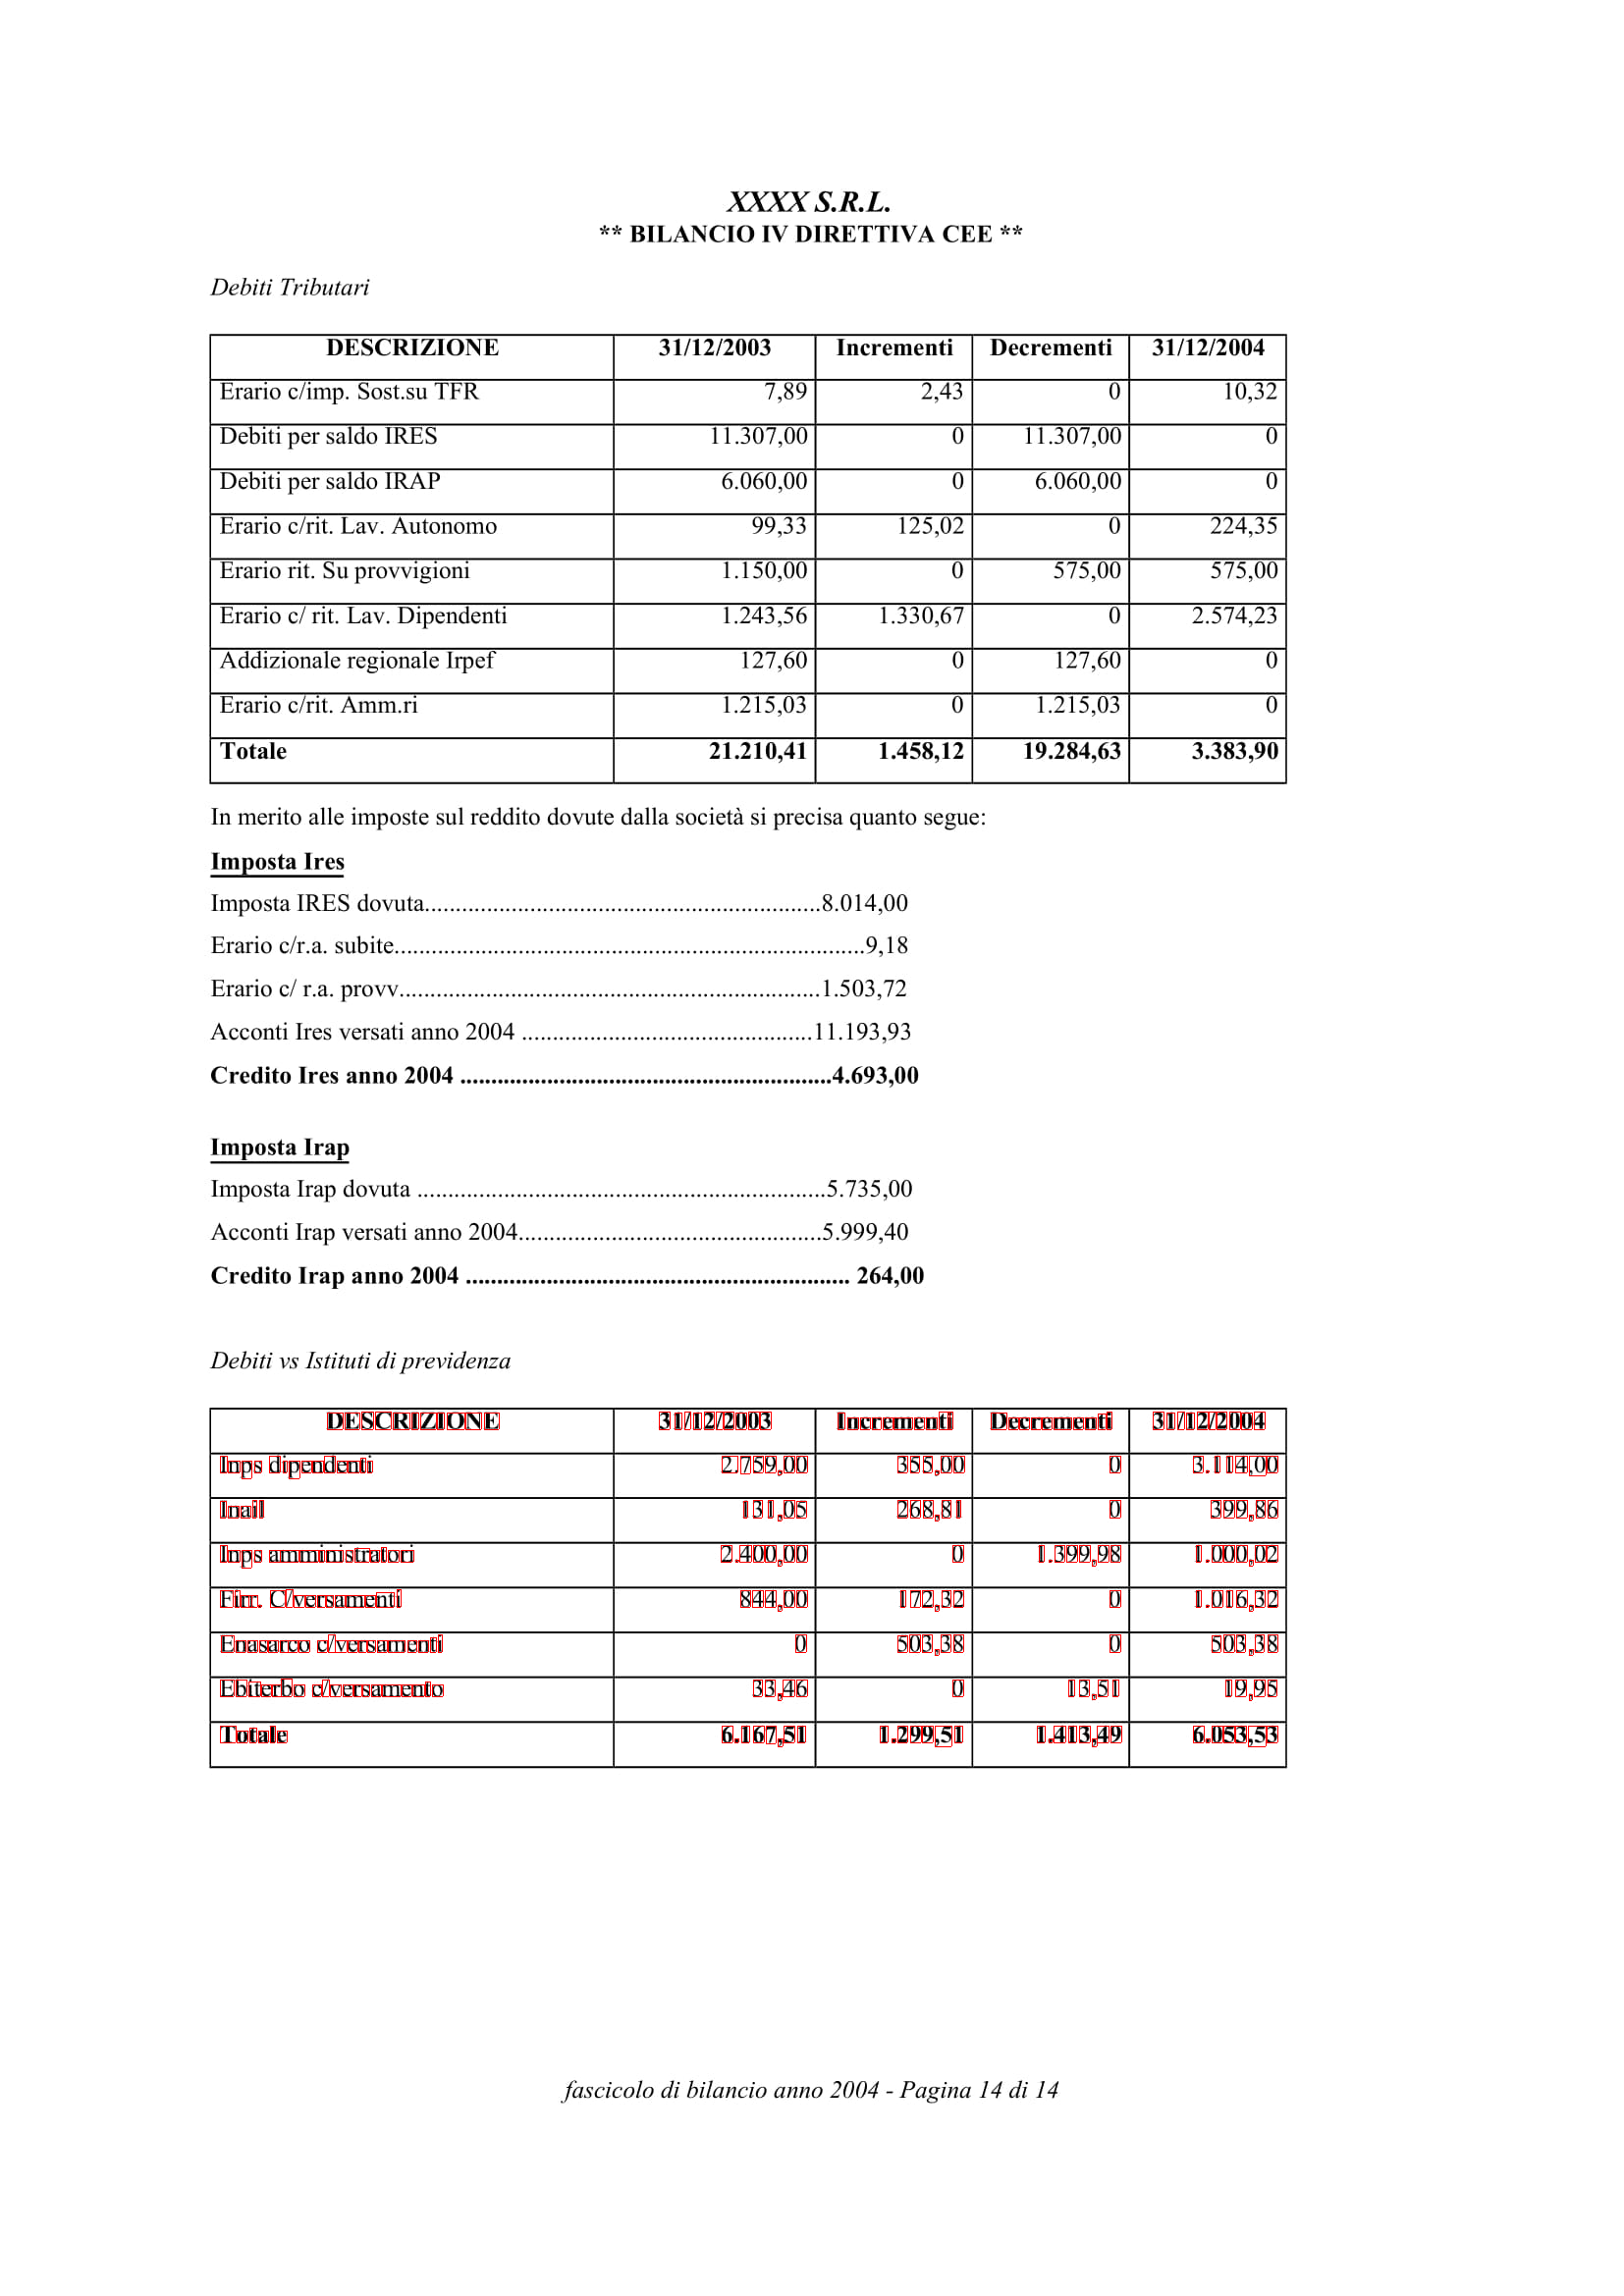 XXXX S.R.L.
** BILANCIO IV DIRETTIVA CEE **
Debiti Tributari
DESCRIZIONE 31/12/2003 Incrementi Decrementi 31/12/2004
Erario c/imp. Sost.su TFR 7,89 2,43 0 10,32
Debiti per saldo IRES 11.307,00 0 11.307,00 0
Debiti per saldo IRAP 6.060,00 0 6.060,00 0
Erario c/rit. Lav. Autonomo 99,33 125,02 0 224,35
Erario rit. Su provvigioni 1.150,00 0 575,00 575,00
Erario c/ rit. Lav. Dipendenti 1.243,56 1.330,67 0 2.574,23
Addizionale regionale Irpef 127,60 0 127,60 0
Erario c/rit. Amm.ri 1.215,03 0 1.215,03 0
Totale 21.210,41 1.458,12 19.284,63 3.383,90
In merito alle imposte sul reddito dovute dalla società si precisa quanto segue:
Imposta Ires
Imposta IRES dovuta................................................................8.014,00
Erario c/r.a. subite............................................................................9,18
Erario c/ r.a. provv....................................................................1.503,72
Acconti Ires versati anno 2004 ...............................................11.193,93
Credito Ires anno 2004 ............................................................4.693,00
Imposta Irap
Imposta Irap dovuta ..................................................................5.735,00
Acconti Irap versati anno 2004.................................................5.999,40
Credito Irap anno 2004 .............................................................. 264,00
Debiti vs Istituti di previdenza
DESCRIZIONE 31/12/2003 Incrementi Decrementi 31/12/2004
Inps dipendenti 2.759,00 355,00 0 3.114,00
Inail 131,05 268,81 0 399,86
Inps amministratori 2.400,00 0 1.399,98 1.000,02
Firr. C/versamenti 844,00 172,32 0 1.016,32
Enasarco c/versamenti 0 503,38 0 503,38
Ebiterbo c/versamento 33,46 0 13,51 19,95
Totale 6.167,51 1.299,51 1.413,49 6.053,53
fascicolo di bilancio anno 2004 - Pagina 14 di 14